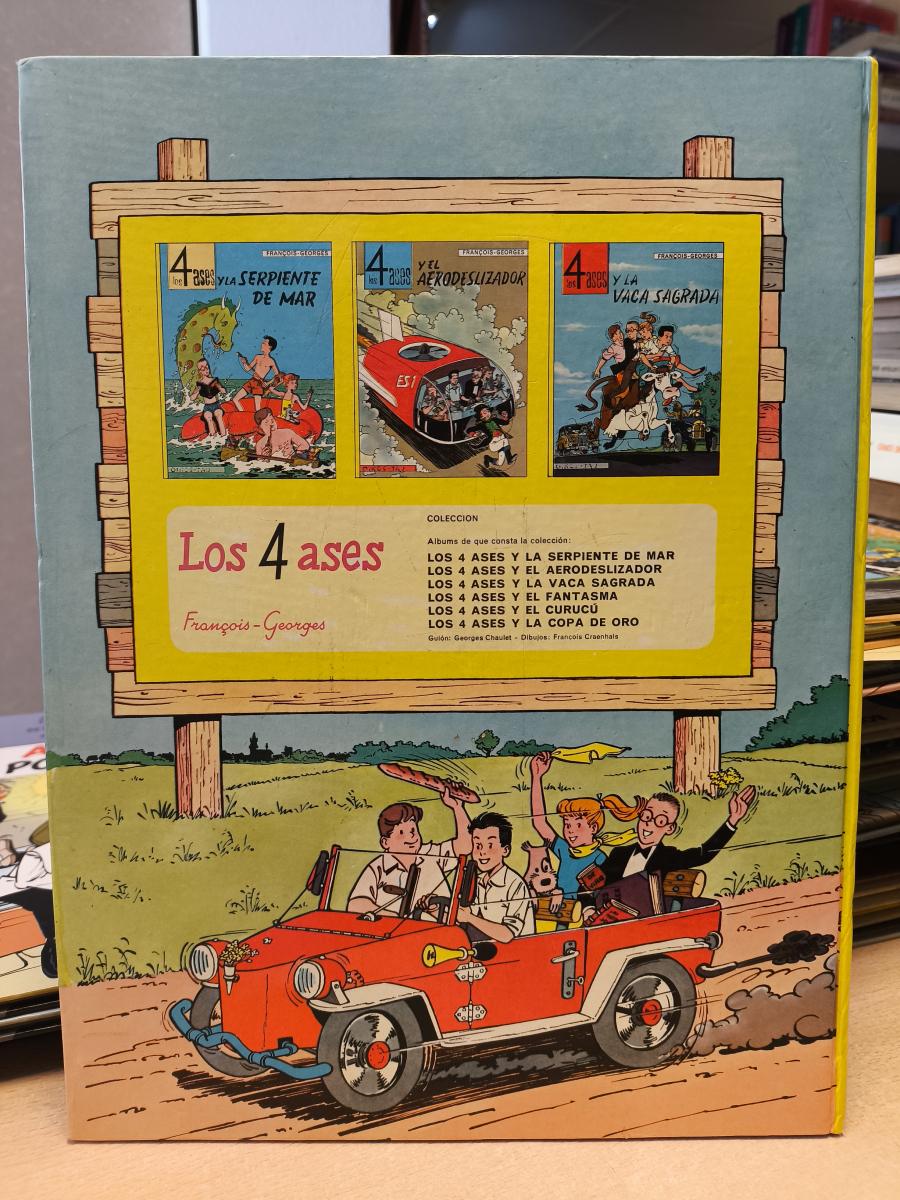 FRANÇOIS-GEORGES
4
los ases
Y LA SERPIENTE
DE MAR
FRANÇOIS-GEORGES
4
los ases
Y EL
AERODESLIZADOR
ES1
FRANÇOIS-GEORGES
4
los ases
Y LA
VACA SAGRADA
Los 4 ases
François-Georges
COLECCION
Albums de que consta la colección:
LOS 4 ASES Y LA SERPIENTE DE MAR
LOS 4 ASES Y EL AERODESLIZADOR
LOS 4 ASES Y LA VACA SAGRADA
LOS 4 ASES Y EL FANTASMA
LOS 4 ASES Y EL CURUCÚ
LOS 4 ASES Y LA COPA DE ORO
Guión: Georges Chaulet - Dibujos: François Craenhals